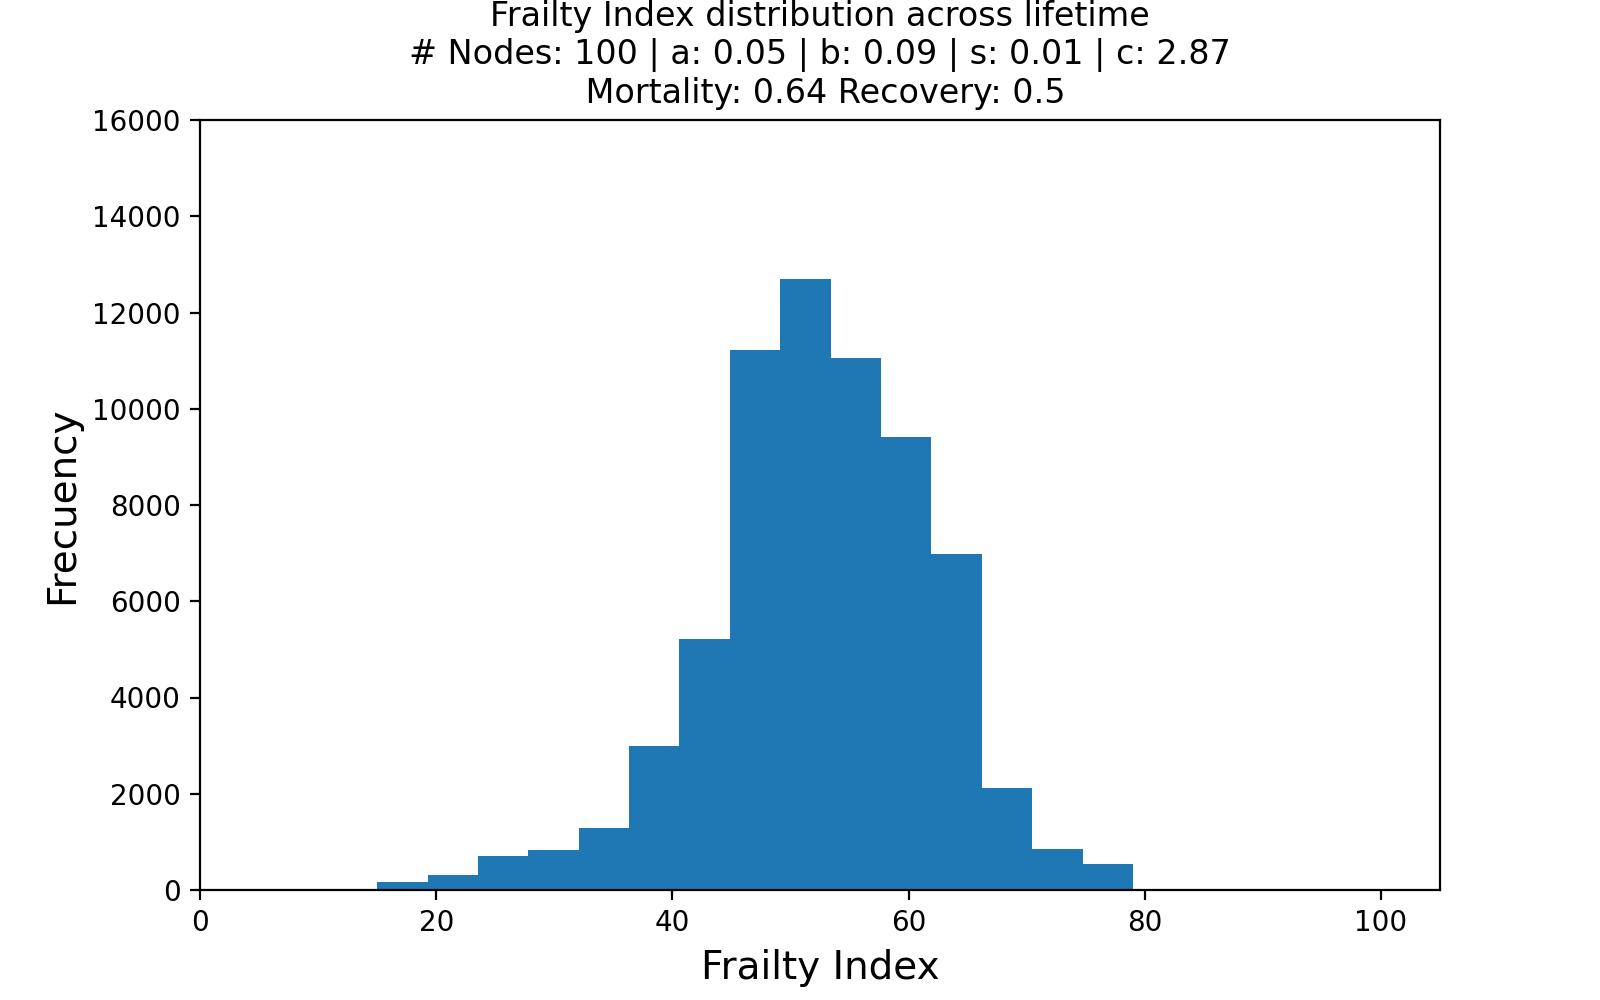 Frailty Index distribution across lifetime
# Nodes: 100 | a: 0.05 | b: 0.09 | s: 0.01 | c: 2.87
Mortality: 0.64 Recovery: 0.5
16000
14000
12000
10000
8000
6000
4000
2000
0
Frecuency
0 20 40 60 80 100
Frailty Index